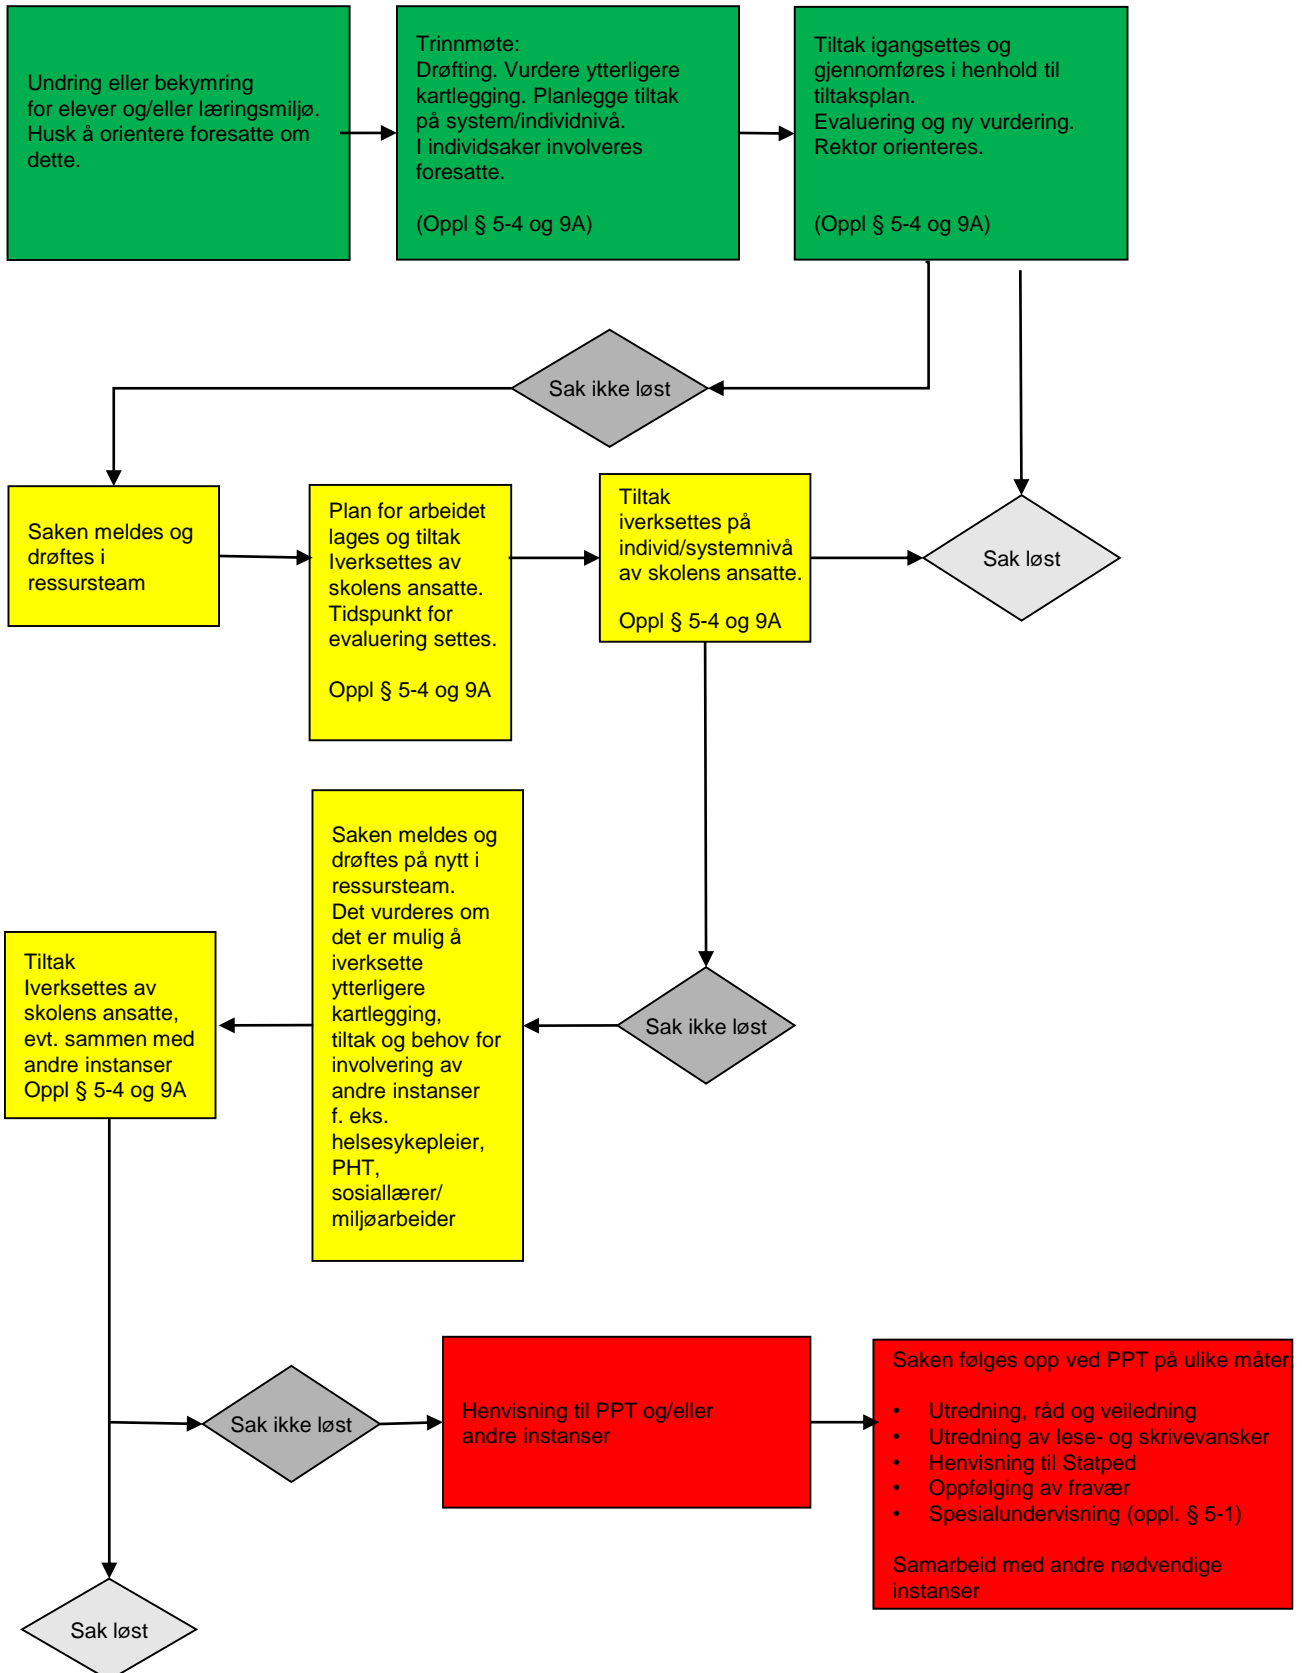 Undring eller bekymring
for elever og/eller læringsmiljø.
Husk å orientere foresatte om
dette.
Trinnmøte:
Drøfting. Vurdere ytterligere
kartlegging. Planlegge tiltak
på system/individnivå.
I individsaker involveres
foresatte.
(Oppl § 5-4 og 9A)
Tiltak igangsettes og
gjennomføres i henhold til
tiltaksplan.
Evaluering og ny vurdering.
Rektor orienteres.
(Oppl § 5-4 og 9A)
Sak ikke løst
Saken meldes og
drøftes i
ressursteam
Plan for arbeidet
lages og tiltak
Iverksettes av
skolens ansatte.
Tidspunkt for
evaluering settes.
Oppl § 5-4 og 9A
Tiltak
iverksettes på
individ/systemnivå
av skolens ansatte.
Oppl § 5-4 og 9A
Sak løst
Sak ikke løst
Saken meldes og
drøftes på nytt i
ressursteam.
Det vurderes om
det er mulig å
iverksette
ytterligere
kartlegging,
tiltak og behov for
involvering av
andre instanser
f. eks.
helsesykepleier,
PHT,
sosiallærer/
miljøarbeider
Tiltak
Iverksettes av
skolens ansatte,
evt. sammen med
andre instanser
Oppl § 5-4 og 9A
Sak ikke løst
Henvisning til PPT og/eller
andre instanser
Saken følges opp ved PPT på ulike måter:
• Utredning, råd og veiledning
• Utredning av lese- og skrivevansker
• Henvisning til Statped
• Oppfølging av fravær
• Spesialundervisning (oppl. § 5-1)
Samarbeid med andre nødvendige
instanser
Sak løst